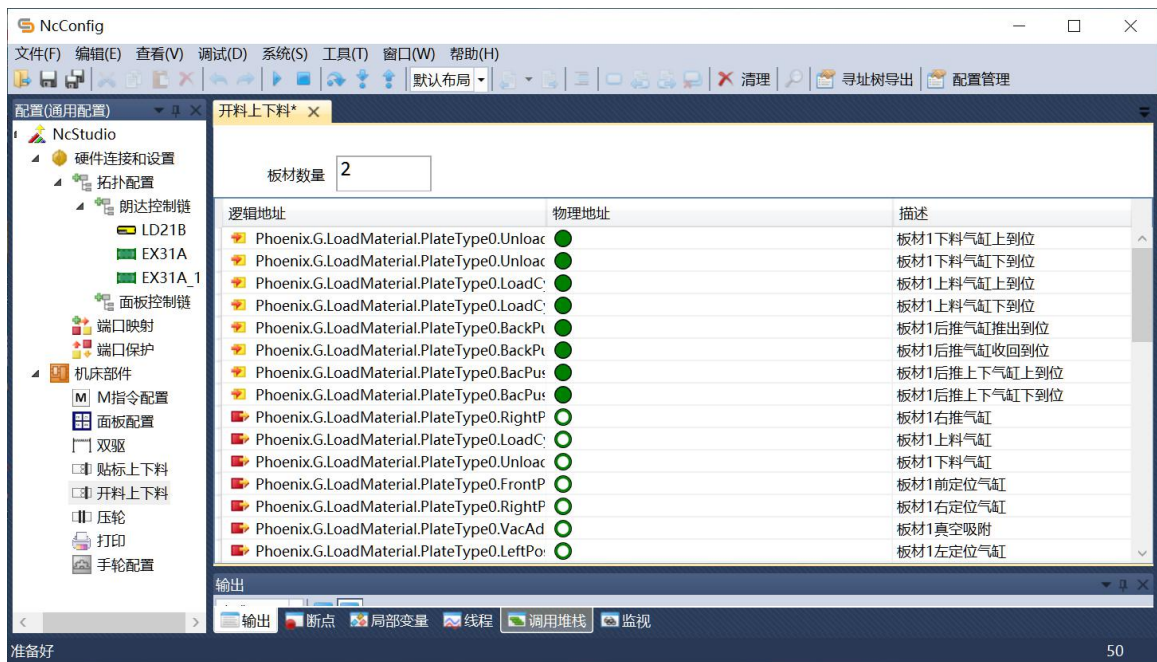 NcConfig
文件(F) 编辑(E) 查看(V) 调试(D) 系统(S) 工具(T) 窗口(W) 帮助(H)
默认布局 清理 寻址树导出 配置管理
配置(通用配置)
NcStudio
硬件连接和设置
拓扑配置
朗达控制链
LD21B
EX31A
EX31A_1
面板控制链
端口映射
端口保护
机床部件
M指令配置
面板配置
双驱
贴标上下料
开料上下料
压轮
打印
手轮配置
开料上下料*
板材数量 2
逻辑地址 物理地址 描述
Phoenix.G.LoadMaterial.PlateType0.Unloac 板材1下料气缸上到位
Phoenix.G.LoadMaterial.PlateType0.Unloac 板材1下料气缸下到位
Phoenix.G.LoadMaterial.PlateType0.LoadCy 板材1上料气缸上到位
Phoenix.G.LoadMaterial.PlateType0.LoadCy 板材1上料气缸下到位
Phoenix.G.LoadMaterial.PlateType0.BackPu 板材1后推气缸推出到位
Phoenix.G.LoadMaterial.PlateType0.BackPu 板材1后推气缸收回到位
Phoenix.G.LoadMaterial.PlateType0.BacPus 板材1后推上下气缸上到位
Phoenix.G.LoadMaterial.PlateType0.BacPus 板材1后推上下气缸下到位
Phoenix.G.LoadMaterial.PlateType0.RightP 板材1右推气缸
Phoenix.G.LoadMaterial.PlateType0.LoadCy 板材1上料气缸
Phoenix.G.LoadMaterial.PlateType0.Unloac 板材1下料气缸
Phoenix.G.LoadMaterial.PlateType0.FrontP 板材1前定位气缸
Phoenix.G.LoadMaterial.PlateType0.RightP 板材1右定位气缸
Phoenix.G.LoadMaterial.PlateType0.VacAd 板材1真空吸附
Phoenix.G.LoadMaterial.PlateType0.LeftPo 板材1左定位气缸
输出
输出 断点 局部变量 线程 调用堆栈 监视
准备好 50